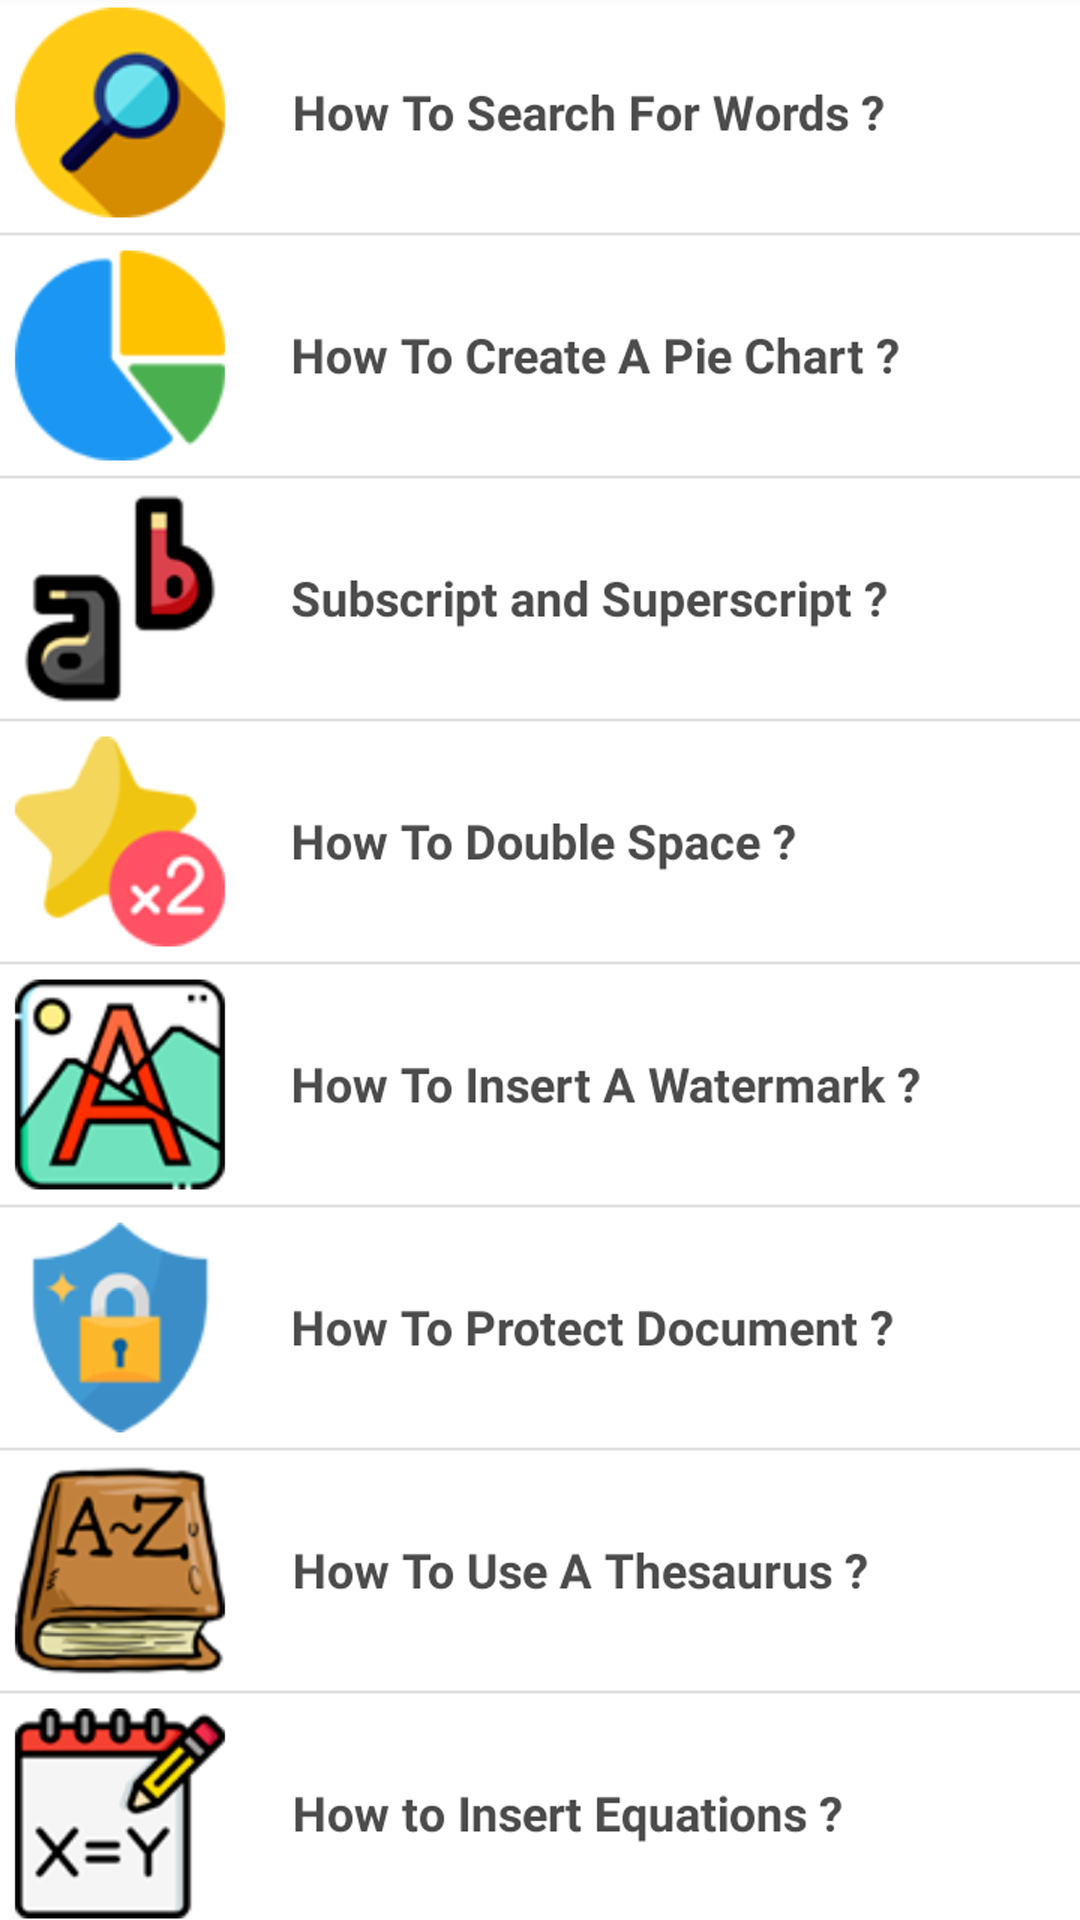 How To Search For Words ?
How To Create A Pie Chart ?
a b
Subscript and Superscript ?
x2
How To Double Space ?
A
How To Insert A Watermark ?
How To Protect Document ?
A~Z
How To Use A Thesaurus ?
X=Y
How to Insert Equations ?